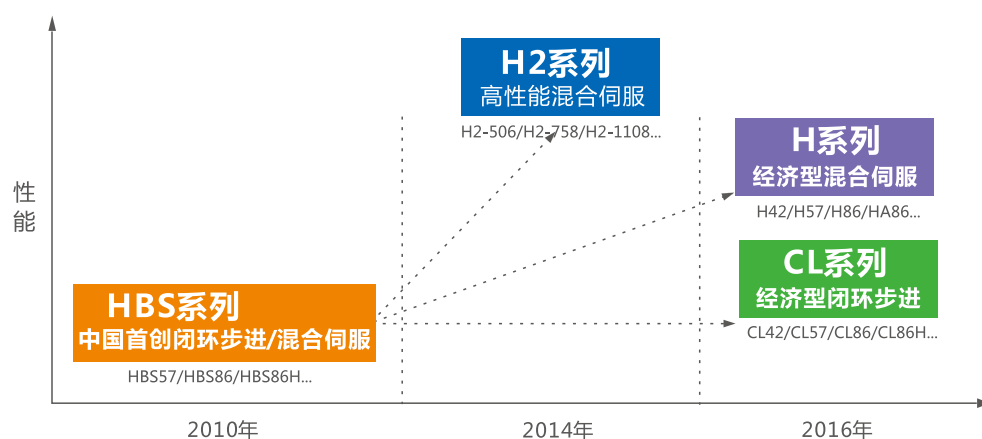 H2系列
高性能混合伺服
H2-506/H2-758/H2-1108...
H系列
经济型混合伺服
H42/H57/H86/HA86...
性能
CL系列
经济型闭环步进
CL42/CL57/CL86/CL86H...
HBS系列
中国首创闭环步进/混合伺服
HBS57/HBS86/HBS86H...
2010年
2014年
2016年